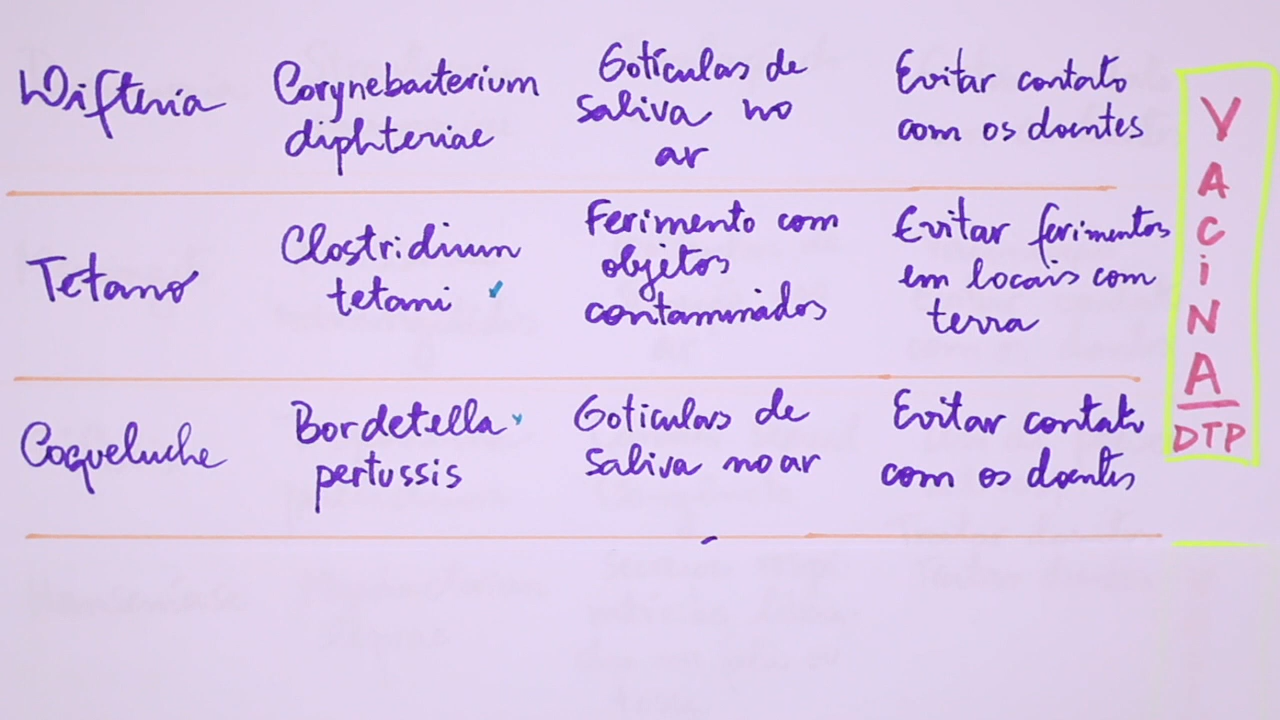 Difteria
Corynebacterium
diphteriae
Gotículas de
saliva no
ar
Evitar contato
com os doentes
Tetano
Clostridium
tetani
Ferimento com
objetos
contaminados
Evitar ferimentos
em locais com
terra
Coqueluche
Bordetella
pertussis
Goticulas de
saliva no ar
Evitar contato
com os doentes
VACiNA
DTP